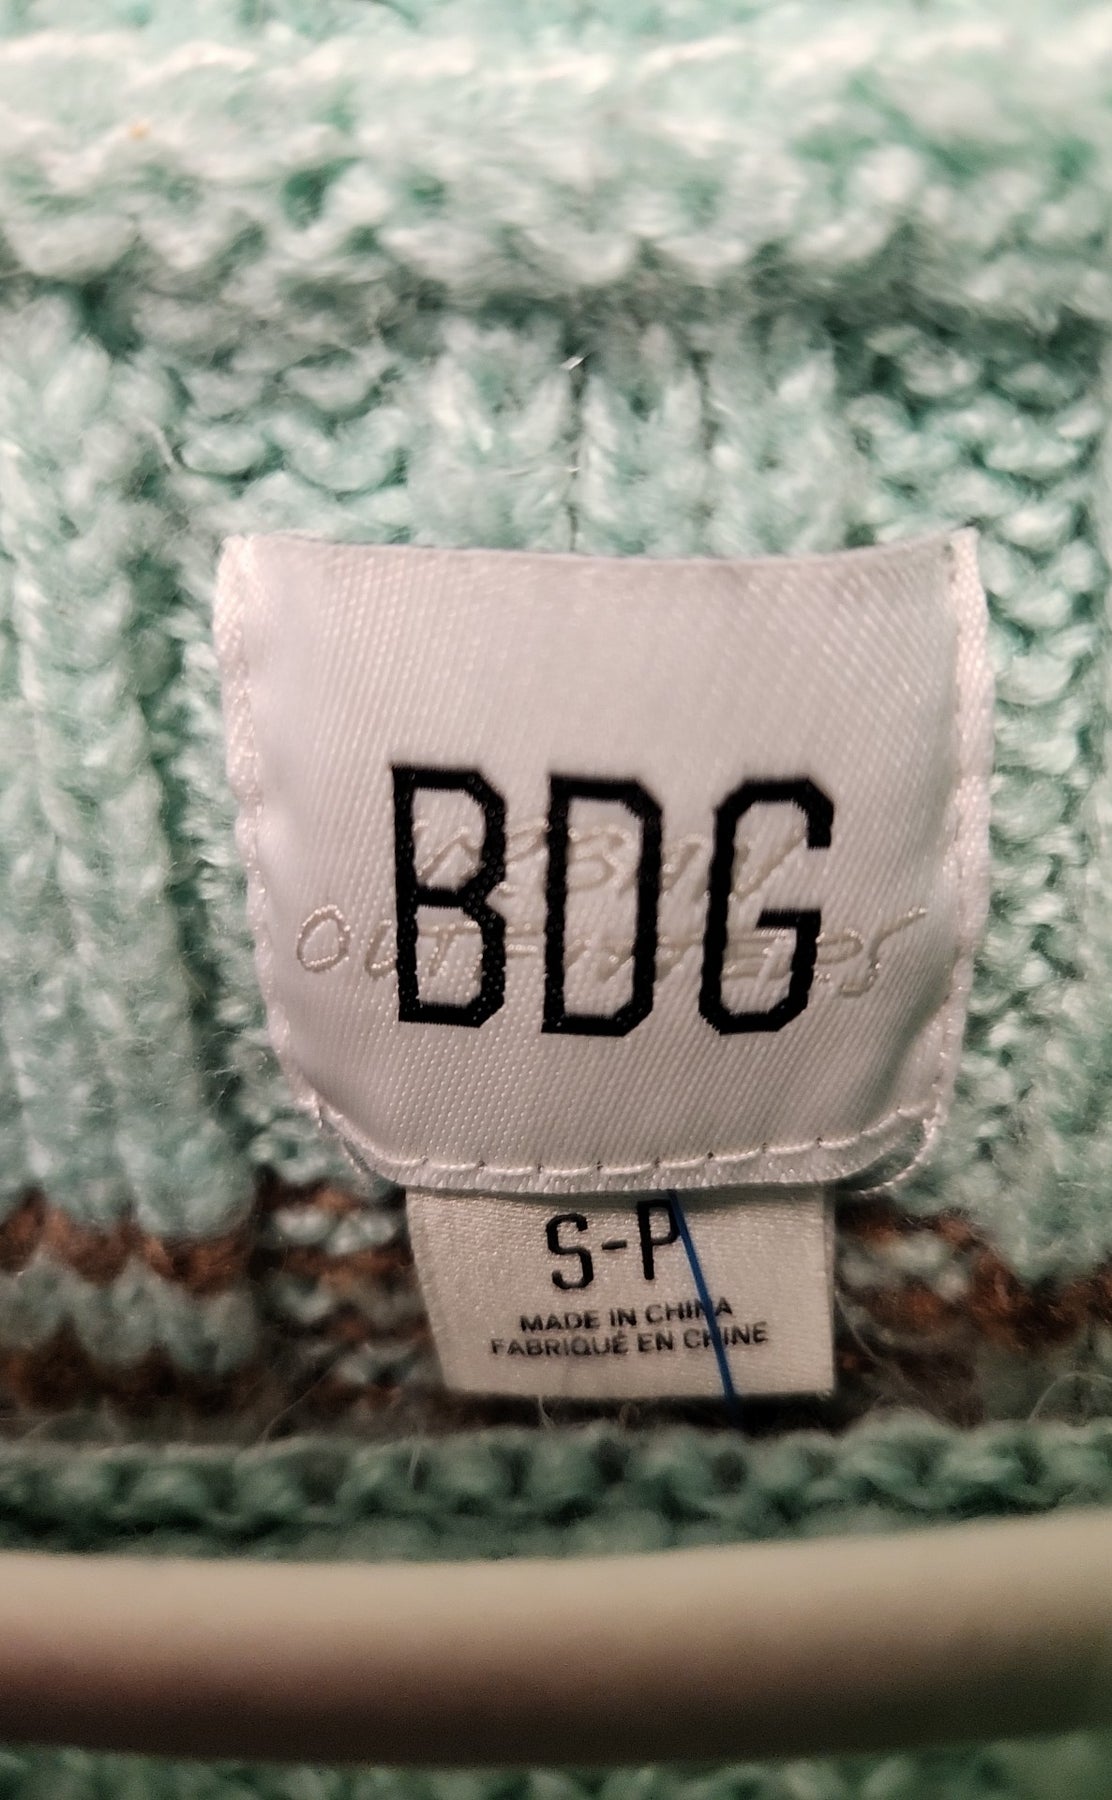 BDG
URBAN
OUTFITTERS
S-P
MADE IN CHINA
FABRIQUÉ EN CHINE